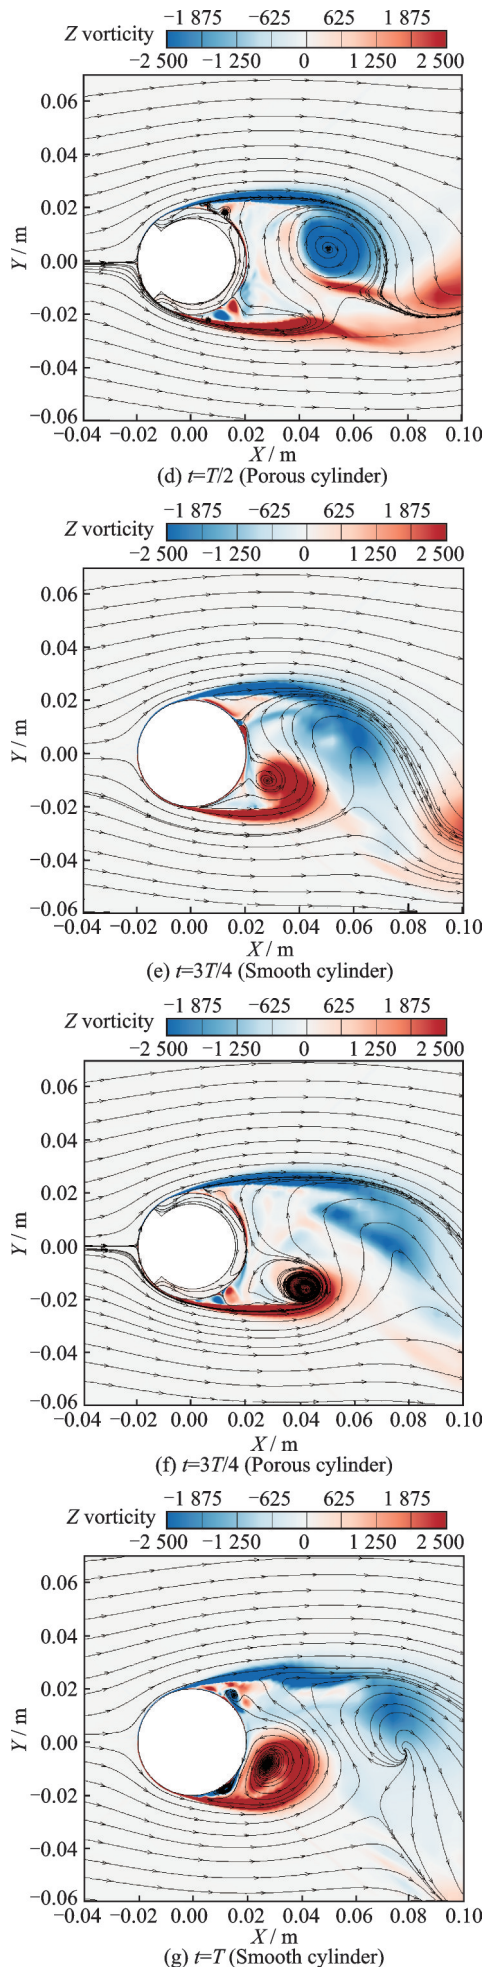 −1 875 −625 625 1 875
Z vorticity
−2 500 −1 250 0 1 250 2 500
0.06
0.04
0.02
0.00
−0.02
−0.04
−0.06
Y / m
−0.04 −0.02 0.00 0.02 0.04 0.06 0.08 0.10
X / m
(d) t=T/2 (Porous cylinder)
−1 875 −625 625 1 875
Z vorticity
−2 500 −1 250 0 1 250 2 500
0.06
0.04
0.02
0.00
−0.02
−0.04
−0.06
Y / m
−0.04 −0.02 0.00 0.02 0.04 0.06 0.08 0.10
X / m
(e) t=3T/4 (Smooth cylinder)
−1 875 −625 625 1 875
Z vorticity
−2 500 −1 250 0 1 250 2 500
0.06
0.04
0.02
0.00
−0.02
−0.04
−0.06
Y / m
−0.04 −0.02 0.00 0.02 0.04 0.06 0.08 0.10
X / m
(f) t=3T/4 (Porous cylinder)
−1 875 −625 625 1 875
Z vorticity
−2 500 −1 250 0 1 250 2 500
0.06
0.04
0.02
0.00
−0.02
−0.04
−0.06
Y / m
−0.04 −0.02 0.00 0.02 0.04 0.06 0.08 0.10
X / m
(g) t=T (Smooth cylinder)